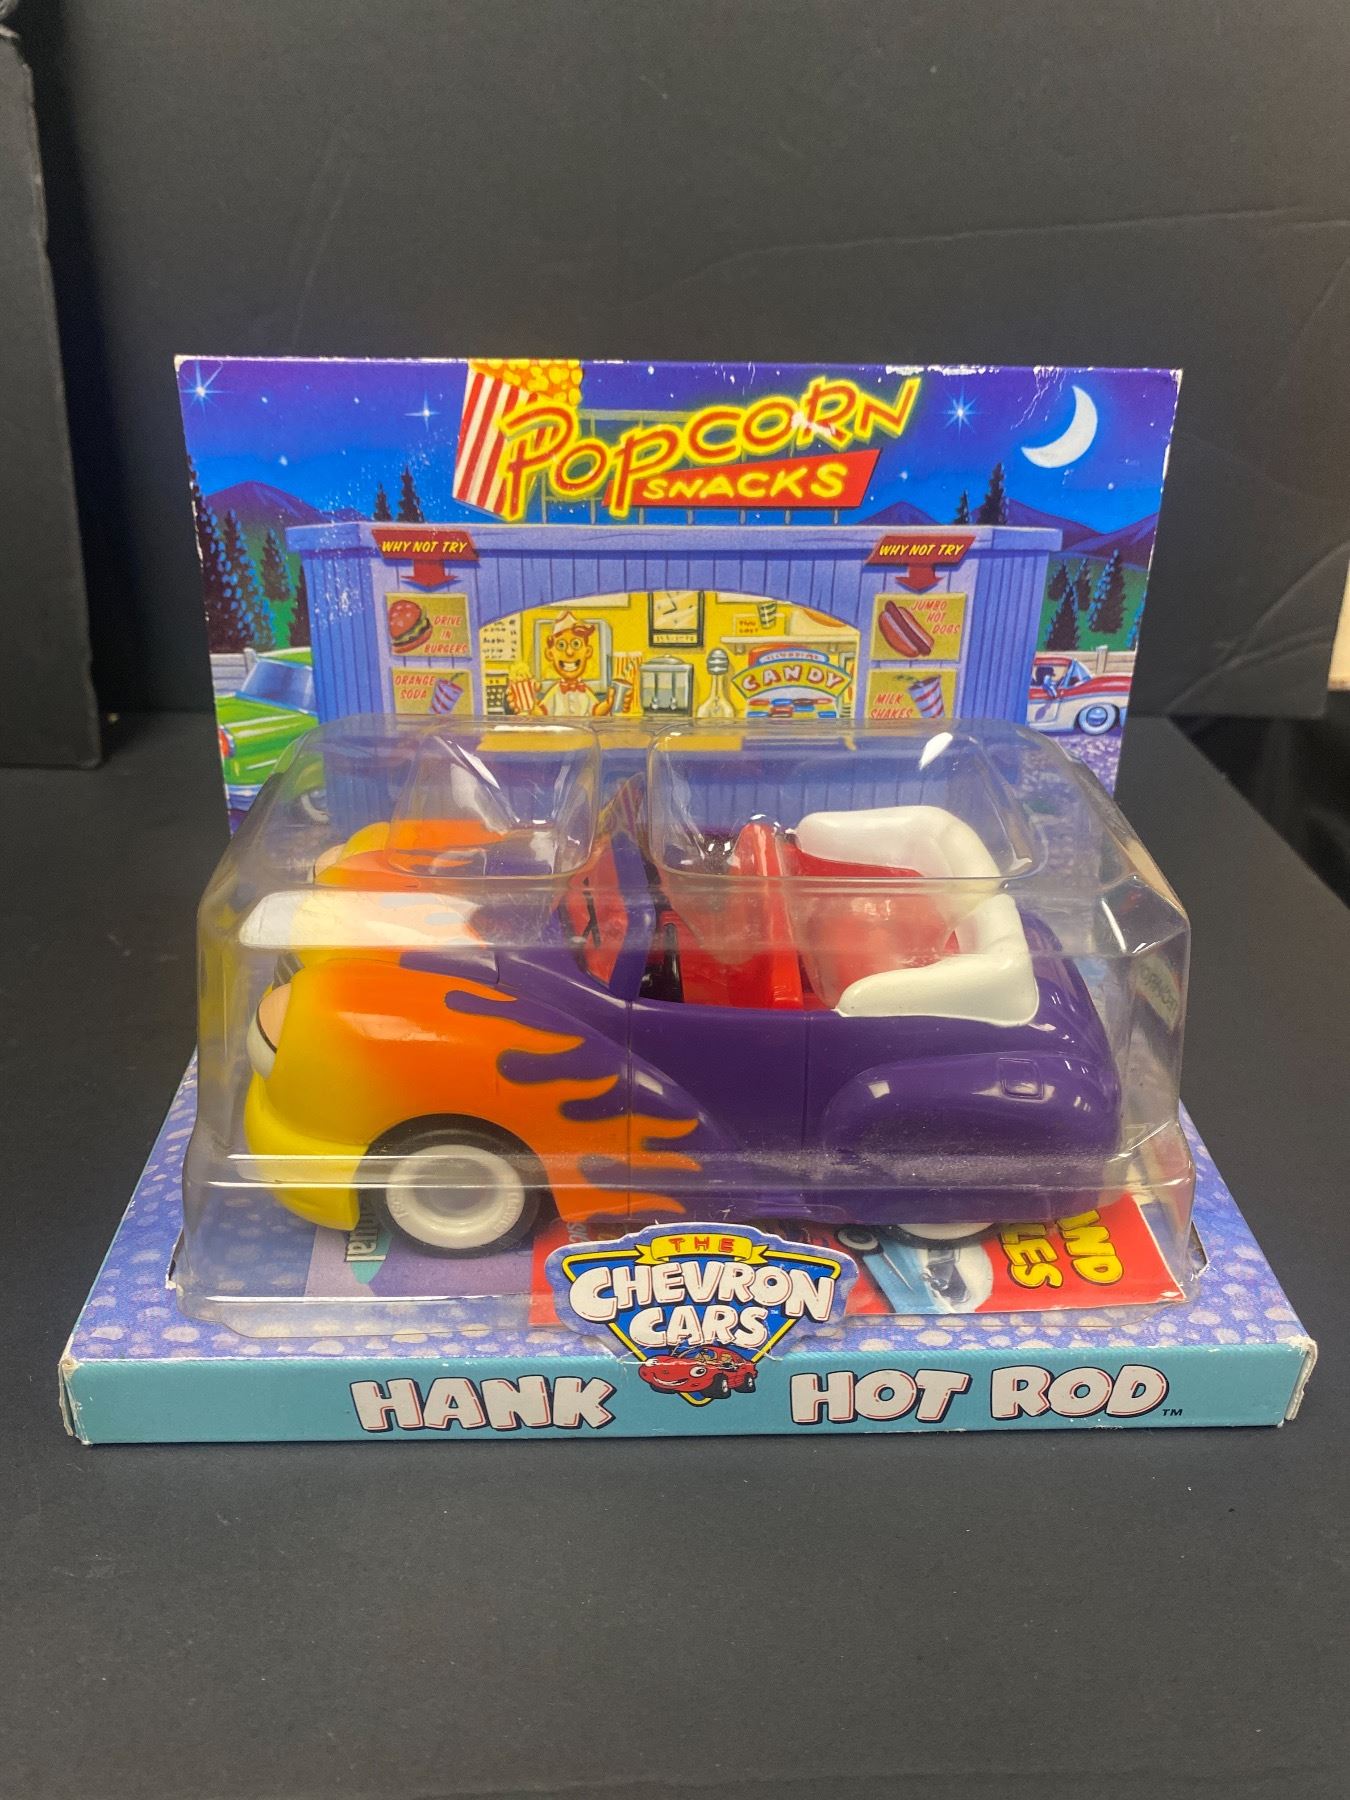 POPCORN
SNACKS
WHY NOT TRY
WHY NOT TRY
DRIVE
IN
BURGERS
JUMBO
HOT
DOGS
ORANGE
SODA
CANDY
MILK
SHAKES
THE
CHEVRON
CARS
HANK HOT ROD™